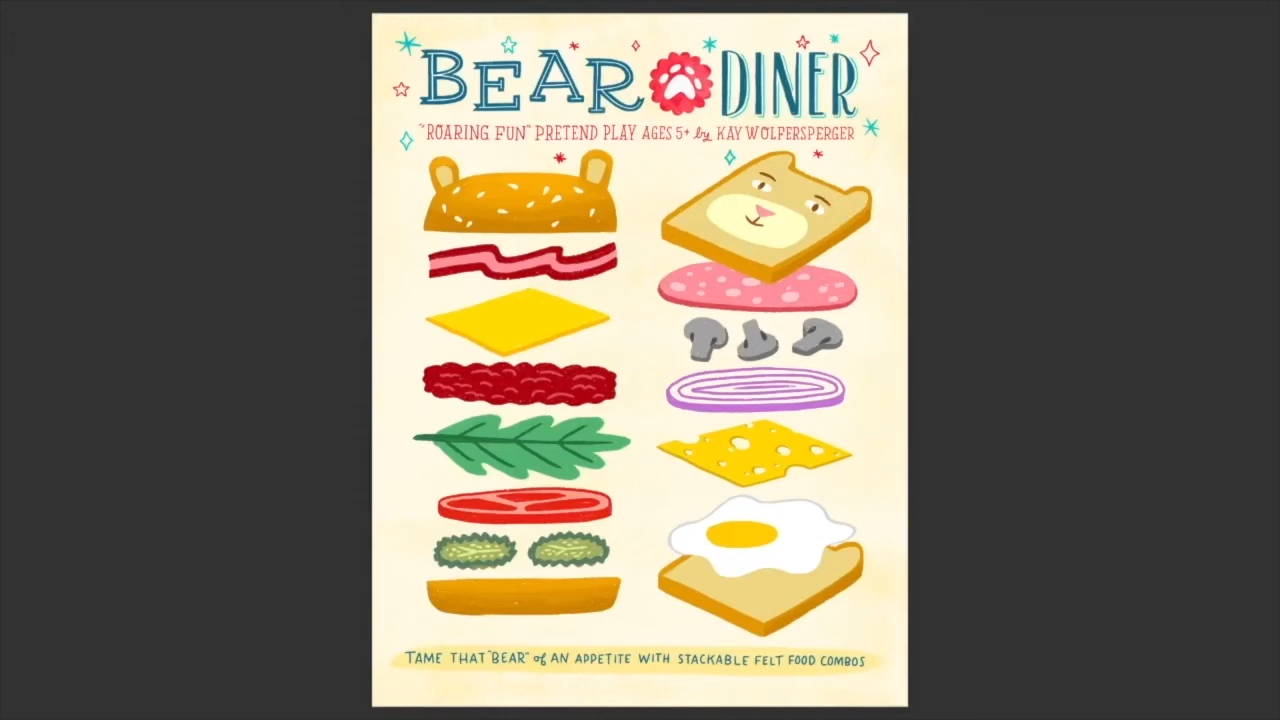 BEAR DINER
"ROARING FUN" PRETEND PLAY AGES 5+ by KAY WOLFERSPERGER
TAME THAT "BEAR" of AN APPETITE WITH STACKABLE FELT FOOD COMBOS